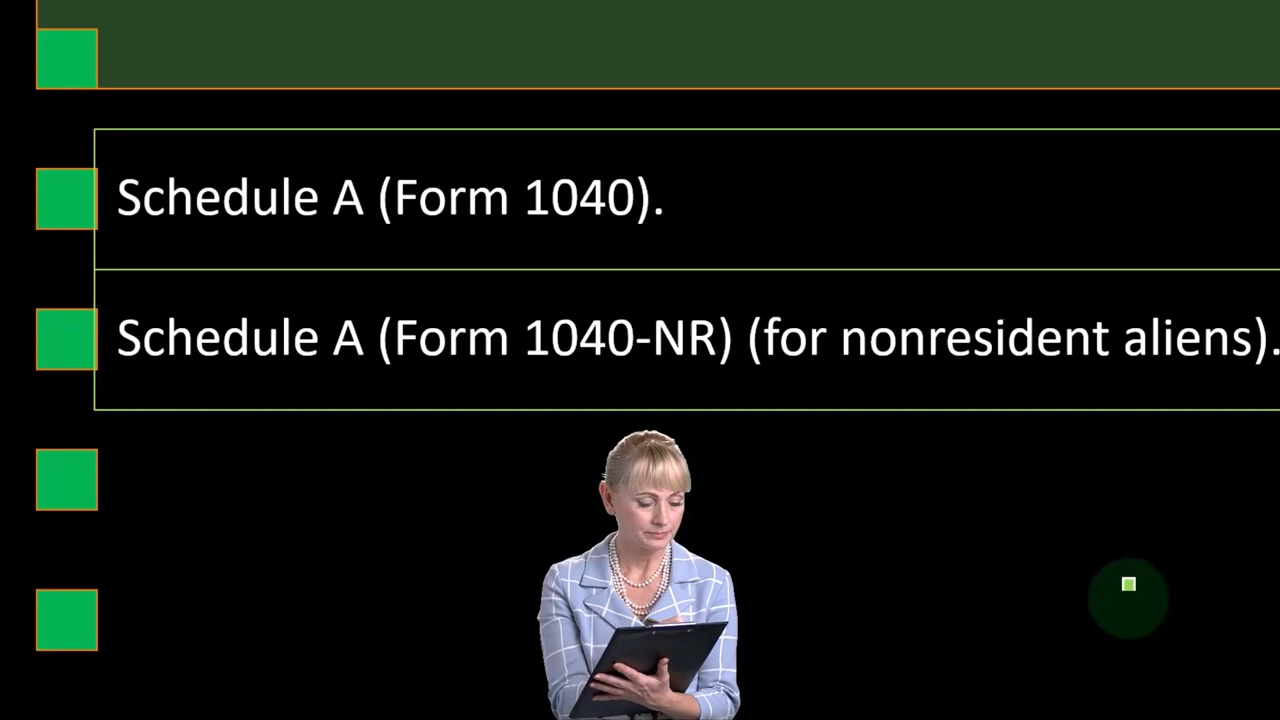 Schedule A (Form 1040).
Schedule A (Form 1040-NR) (for nonresident aliens).